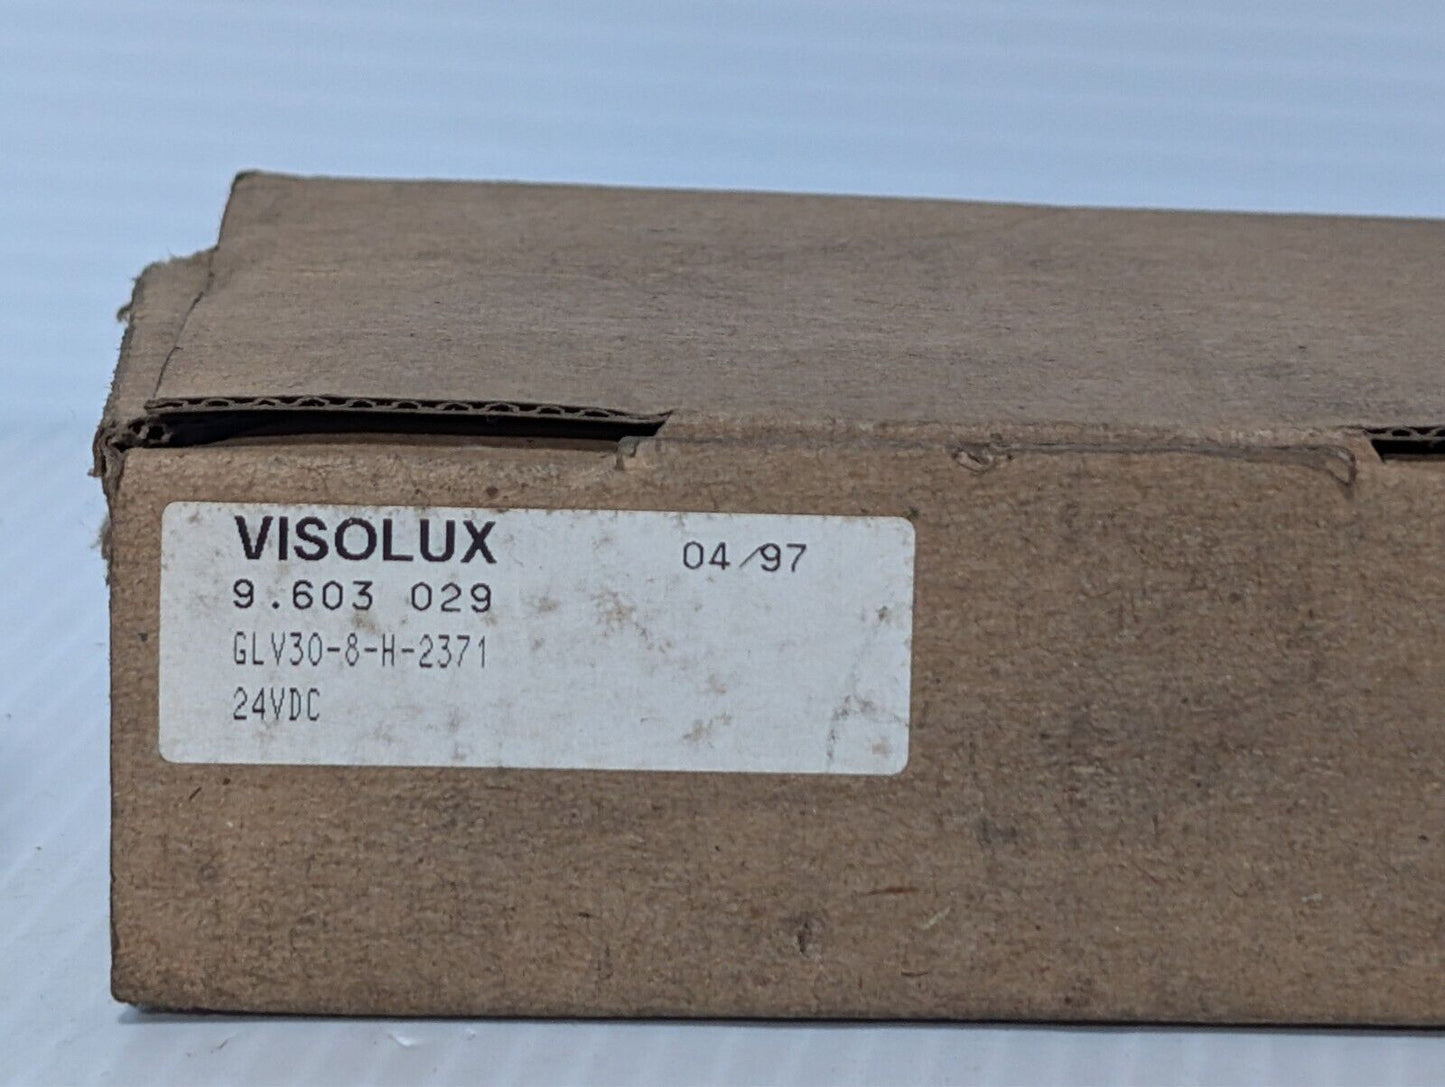 VISOLUX 04/97
9.603 029
GLV30-8-H-2371
24VDC